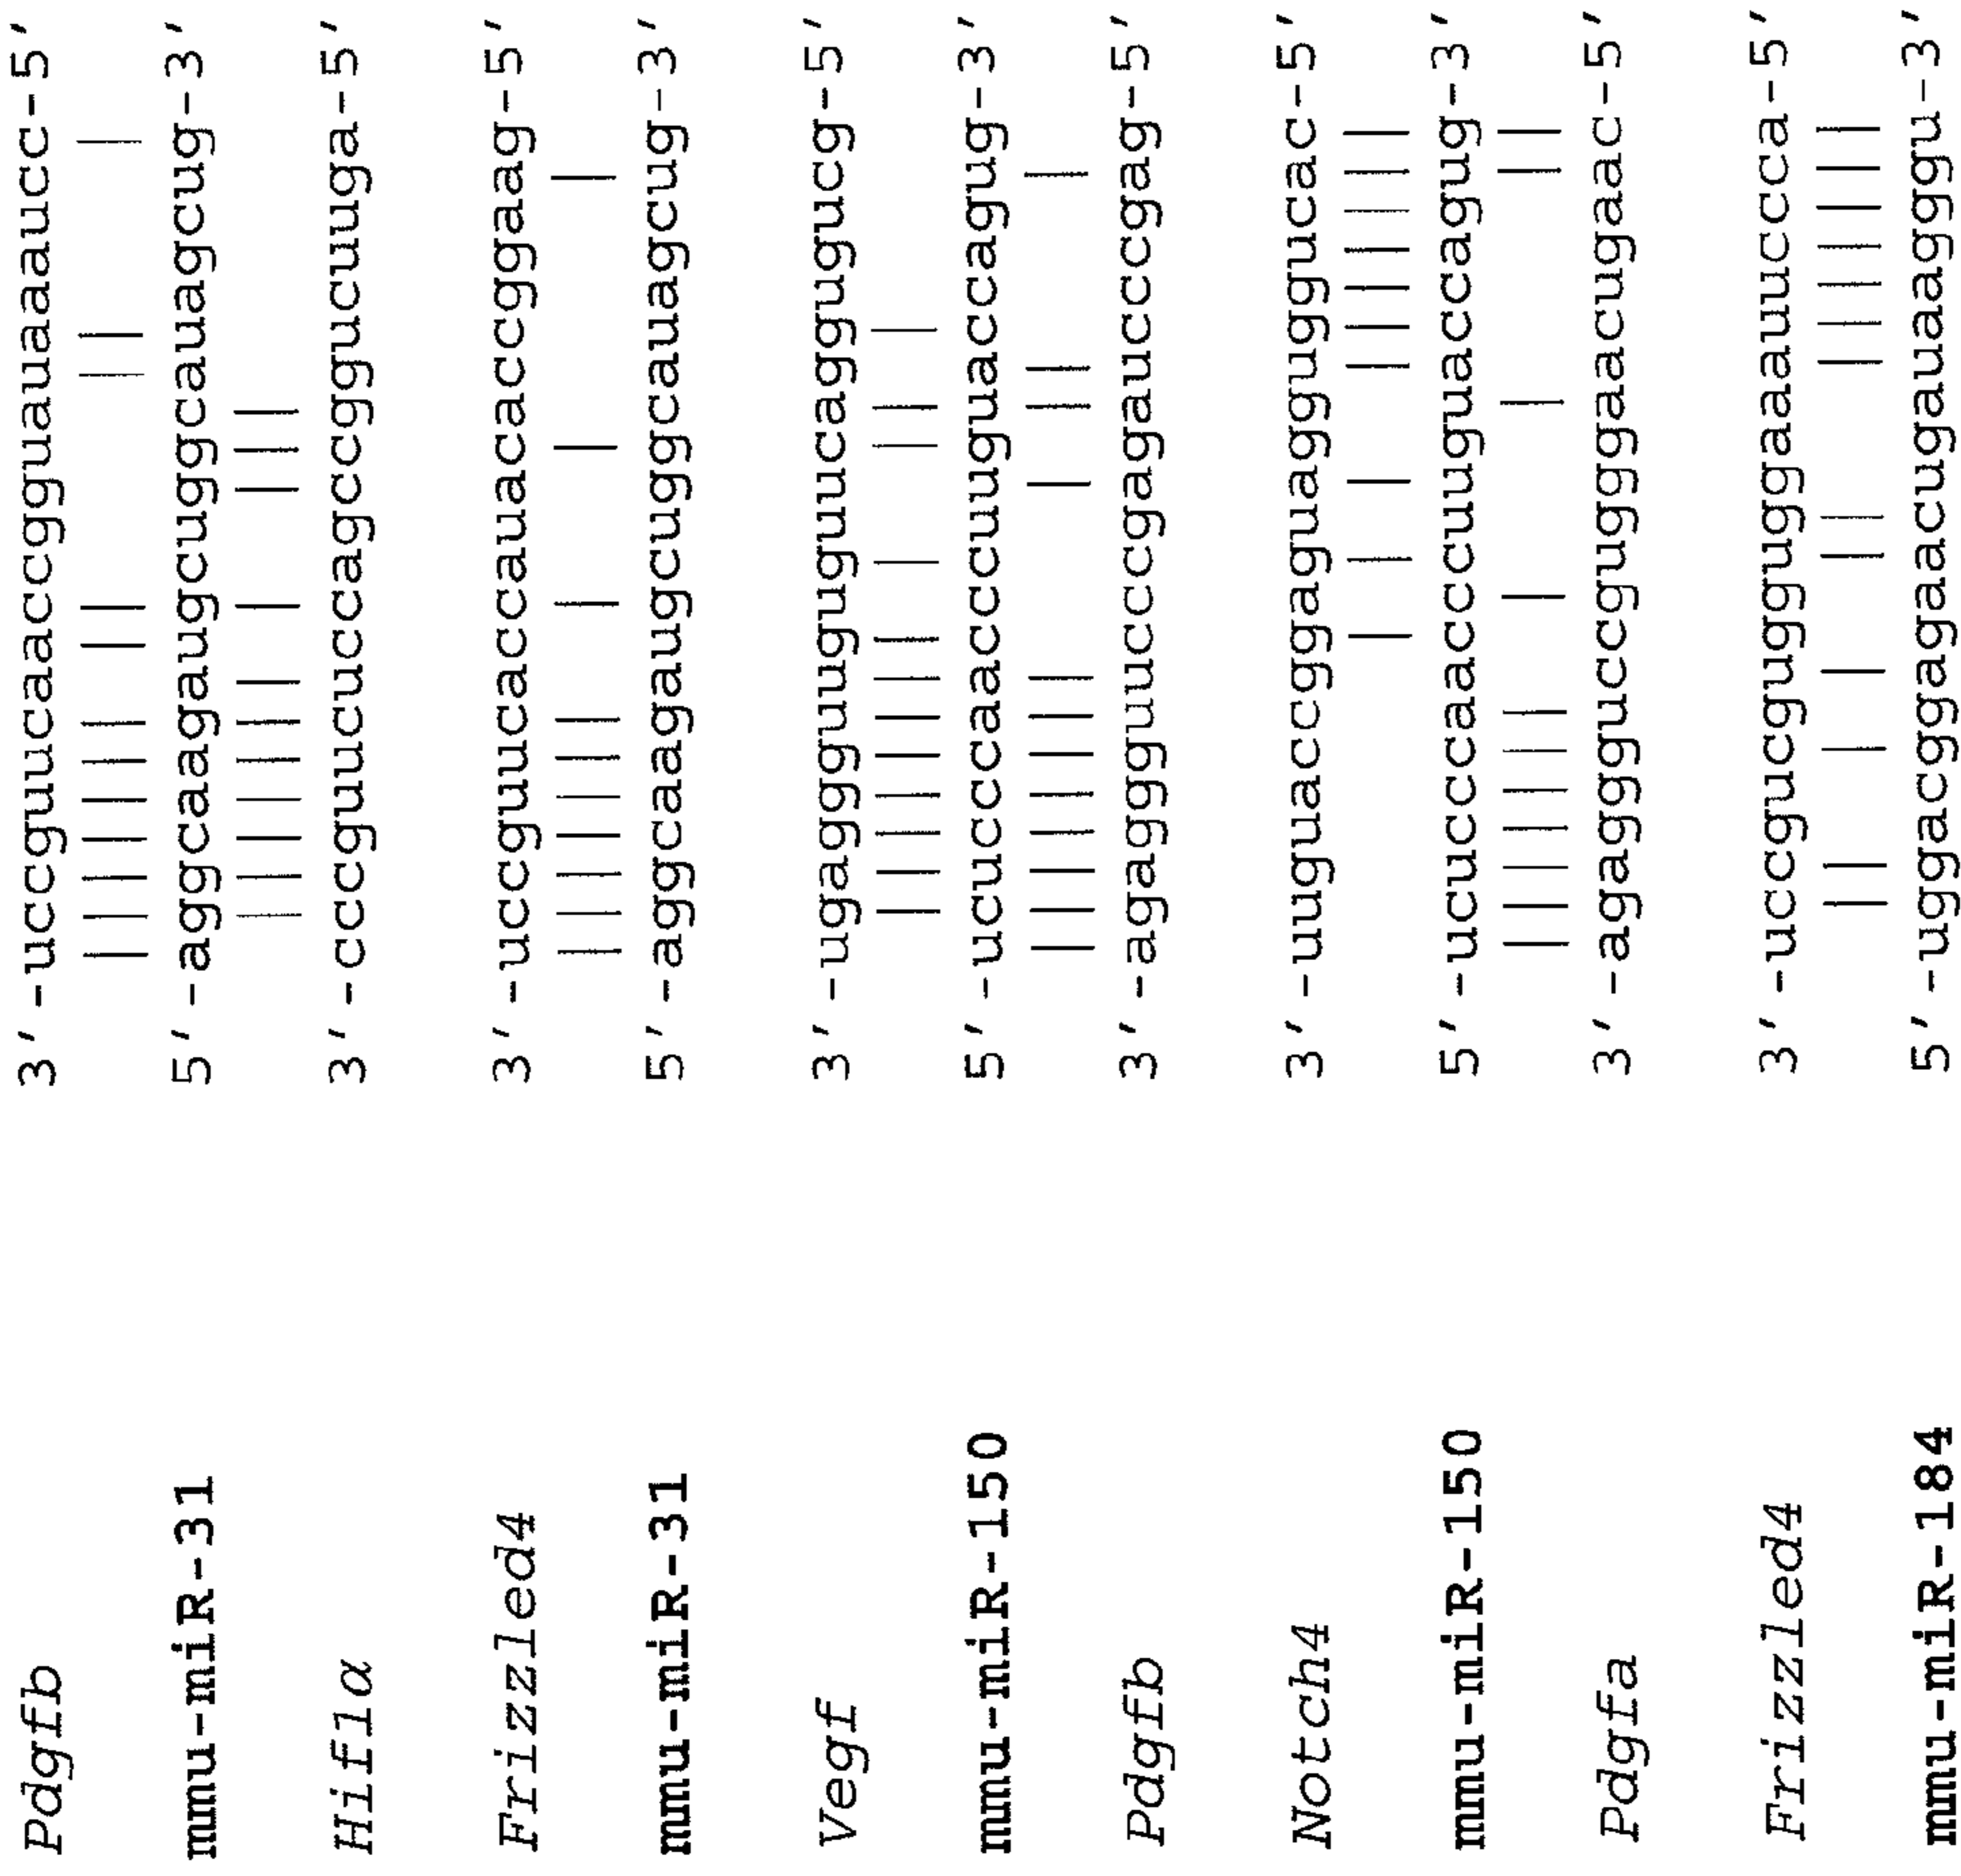 Pdgfb 3'-uccguucaaccgguauaaaucc-5'
mmu-miR-31 5'-aggcaagaugcuggcauagcug-3'
Hif1α 3'-cccguucuccagccggucuuga-5'
Frizzled4 3'-uccguucaccauacaccggaag-5'
mmu-miR-31 5'-aggcaagaugcuggcauagcug-3'
Vegf 3'-ugaggguuguguucaggugucg-5'
mmu-miR-150 5'-ucucccaacccuuguaccagug-3'
Pdgfb 3'-agaggguucccgagaucccgag-5'
Notch4 3'-uuguaccggaguagguggucac-5'
mmu-miR-150 5'-ucucccaacccuuguaccagug-3'
Pdgfa 3'-agaggguccgugggaacugaac-5'
Frizzled4 3'-uccgucgugguggaaauuccca-5'
mmu-miR-184 5'-uggacggagaacugauaagggu-3'